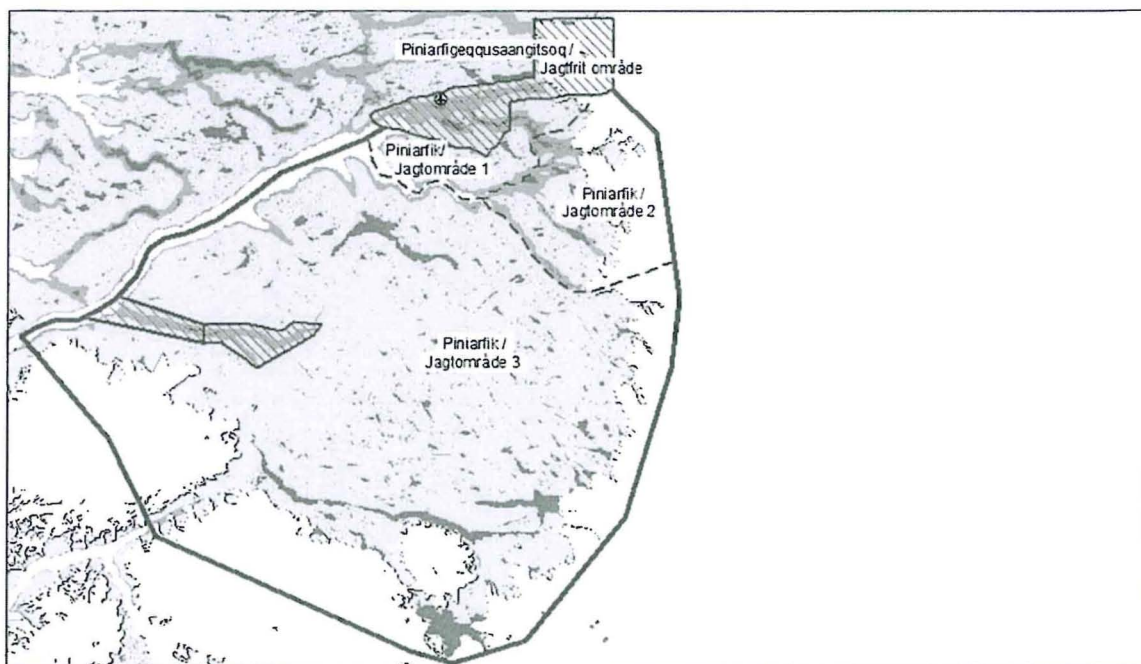 Piniarfigeqqusaangitsoq /
Jagtfrit område
Piniarfik /
Jagtområde 1
Piniarfik /
Jagtområde 2
Piniarfik /
Jagtområde 3